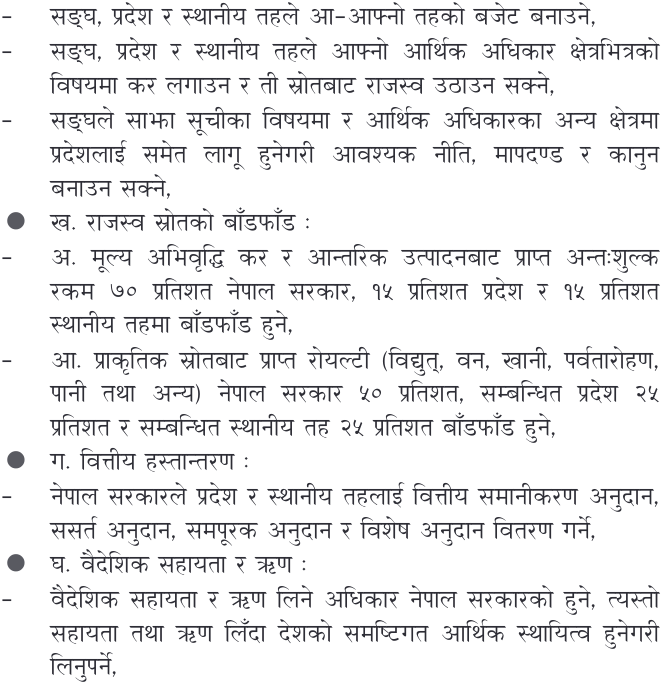 - सङ्घ, प्रदेश र स्थानीय तहले आ-आफ्नो तहको बजेट बनाउने,
- सङ्घ, प्रदेश र स्थानीय तहले आफ्नो आर्थिक अधिकार क्षेत्रभित्रको
विषयमा कर लगाउन र ती स्रोतबाट राजस्व उठाउन सक्ने,
- सङ्घले साझा सूचीका विषयमा र आर्थिक अधिकारका अन्य क्षेत्रमा
प्रदेशलाई समेत लागू हुनेगरी आवश्यक नीति, मापदण्ड र कानुन
बनाउन सक्ने,
● ख. राजस्व स्रोतको बाँडफाँड :
- अ. मूल्य अभिवृद्धि कर र आन्तरिक उत्पादनबाट प्राप्त अन्तःशुल्क
रकम ७० प्रतिशत नेपाल सरकार, १५ प्रतिशत प्रदेश र १५ प्रतिशत
स्थानीय तहमा बाँडफाँड हुने,
- आ. प्राकृतिक स्रोतबाट प्राप्त रोयल्टी (विद्युत्, वन, खानी, पर्वतारोहण,
पानी तथा अन्य) नेपाल सरकार ५० प्रतिशत, सम्बन्धित प्रदेश २५
प्रतिशत र सम्बन्धित स्थानीय तह २५ प्रतिशत बाँडफाँड हुने,
● ग. वित्तीय हस्तान्तरण :
- नेपाल सरकारले प्रदेश र स्थानीय तहलाई वित्तीय समानीकरण अनुदान,
ससर्त अनुदान, समपूरक अनुदान र विशेष अनुदान वितरण गर्ने,
● घ. वैदेशिक सहायता र ऋण :
- वैदेशिक सहायता र ऋण लिने अधिकार नेपाल सरकारको हुने, त्यस्तो
सहायता तथा ऋण लिँदा देशको समष्टिगत आर्थिक स्थायित्व हुनेगरी
लिनुपर्ने,